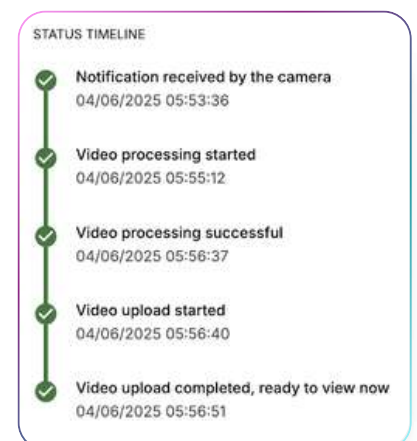 STATUS TIMELINE
Notification received by the camera
04/06/2025 05:53:36
Video processing started
04/06/2025 05:55:12
Video processing successful
04/06/2025 05:56:37
Video upload started
04/06/2025 05:56:40
Video upload completed, ready to view now
04/06/2025 05:56:51